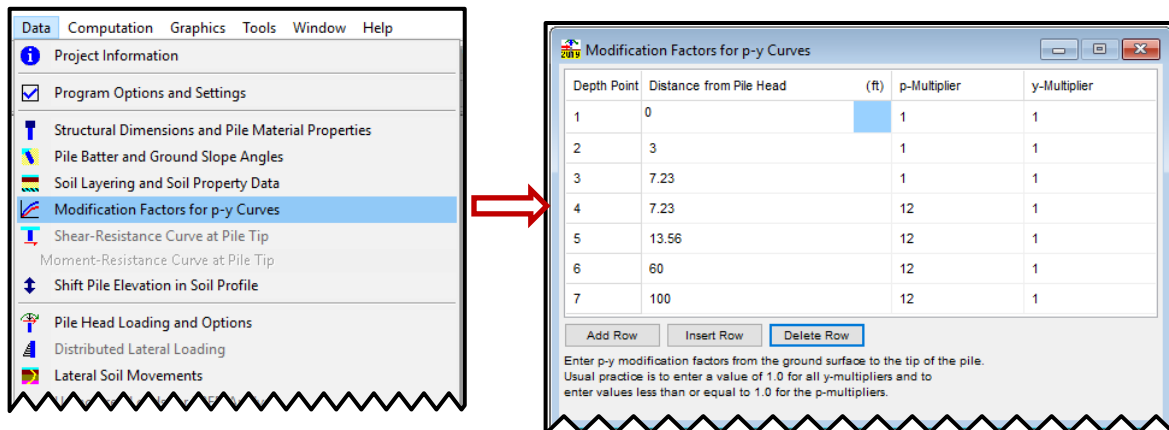 Data Computation Graphics Tools Window Help
Project Information
Program Options and Settings
Structural Dimensions and Pile Material Properties
Pile Batter and Ground Slope Angles
Soil Layering and Soil Property Data
Modification Factors for p-y Curves
Shear-Resistance Curve at Pile Tip
Moment-Resistance Curve at Pile Tip
Shift Pile Elevation in Soil Profile
Pile Head Loading and Options
Distributed Lateral Loading
Lateral Soil Movements
Modification Factors for p-y Curves
Depth Point Distance from Pile Head (ft) p-Multiplier y-Multiplier
1 0 1 1
2 3 1 1
3 7.23 1 1
4 7.23 12 1
5 13.56 12 1
6 60 12 1
7 100 12 1
Add Row Insert Row Delete Row
Enter p-y modification factors from the ground surface to the tip of the pile.
Usual practice is to enter a value of 1.0 for all y-multipliers and to
enter values less than or equal to 1.0 for the p-multipliers.